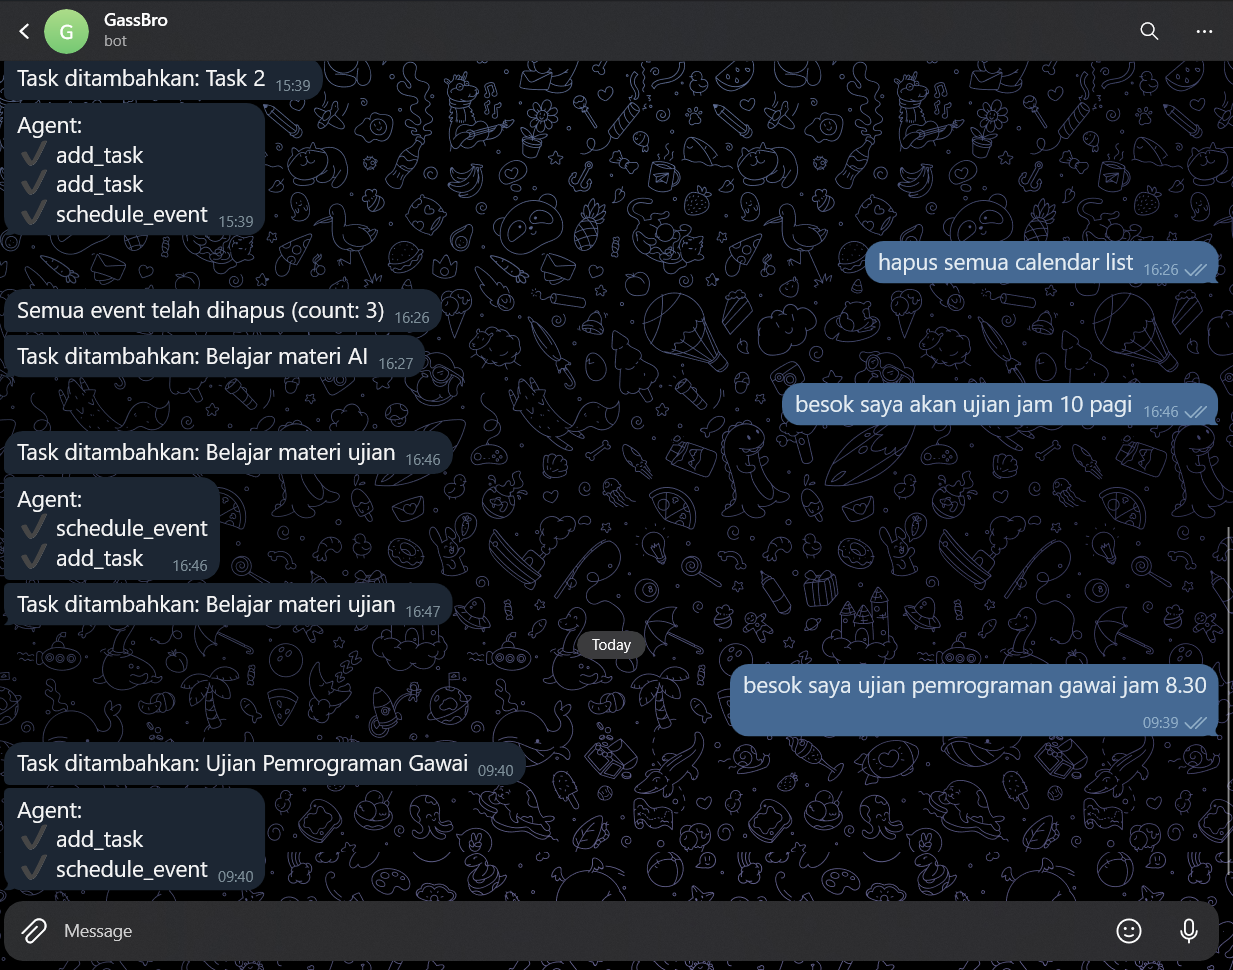 GassBro
G
bot
Task ditambahkan: Task 2 15:39
Agent:
✔ add_task
✔ add_task
✔ schedule_event 15:39
hapus semua calendar list 16:26
Semua event telah dihapus (count: 3) 16:26
Task ditambahkan: Belajar materi AI 16:27
besok saya akan ujian jam 10 pagi 16:46
Task ditambahkan: Belajar materi ujian 16:46
Agent:
✔ schedule_event
✔ add_task 16:46
Task ditambahkan: Belajar materi ujian 16:47
Today
besok saya ujian pemrograman gawai jam 8.30
09:39
Task ditambahkan: Ujian Pemrograman Gawai 09:40
Agent:
✔ add_task
✔ schedule_event 09:40
Message